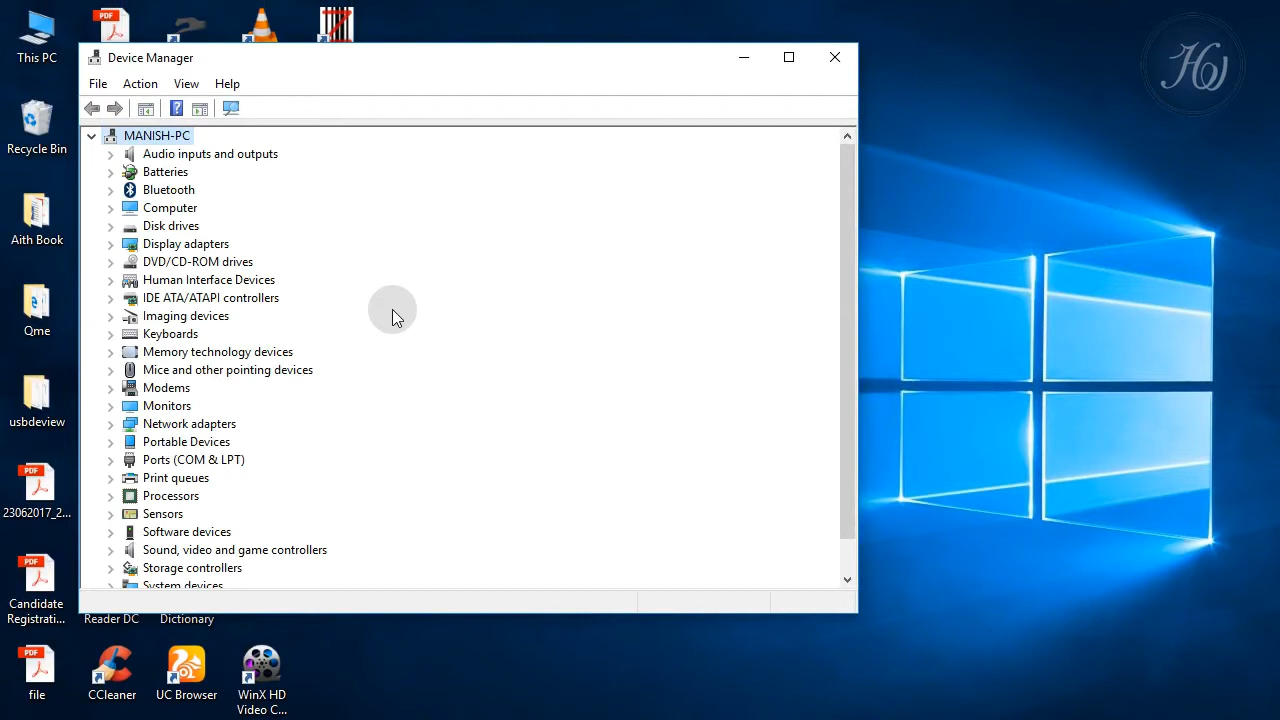 This PC
PDF
Recycle Bin
Aith Book
Qme
usbdeview
PDF
23062017_2...
PDF
Candidate
Registrati...
PDF
file
Device Manager
File Action View Help
MANISH-PC
Audio inputs and outputs
Batteries
Bluetooth
Computer
Disk drives
Display adapters
DVD/CD-ROM drives
Human Interface Devices
IDE ATA/ATAPI controllers
Imaging devices
Keyboards
Memory technology devices
Mice and other pointing devices
Modems
Monitors
Network adapters
Portable Devices
Ports (COM & LPT)
Print queues
Processors
Sensors
Software devices
Sound, video and game controllers
Storage controllers
System devices
Reader DC
Dictionary
CCleaner
UC Browser
WinX HD
Video C...